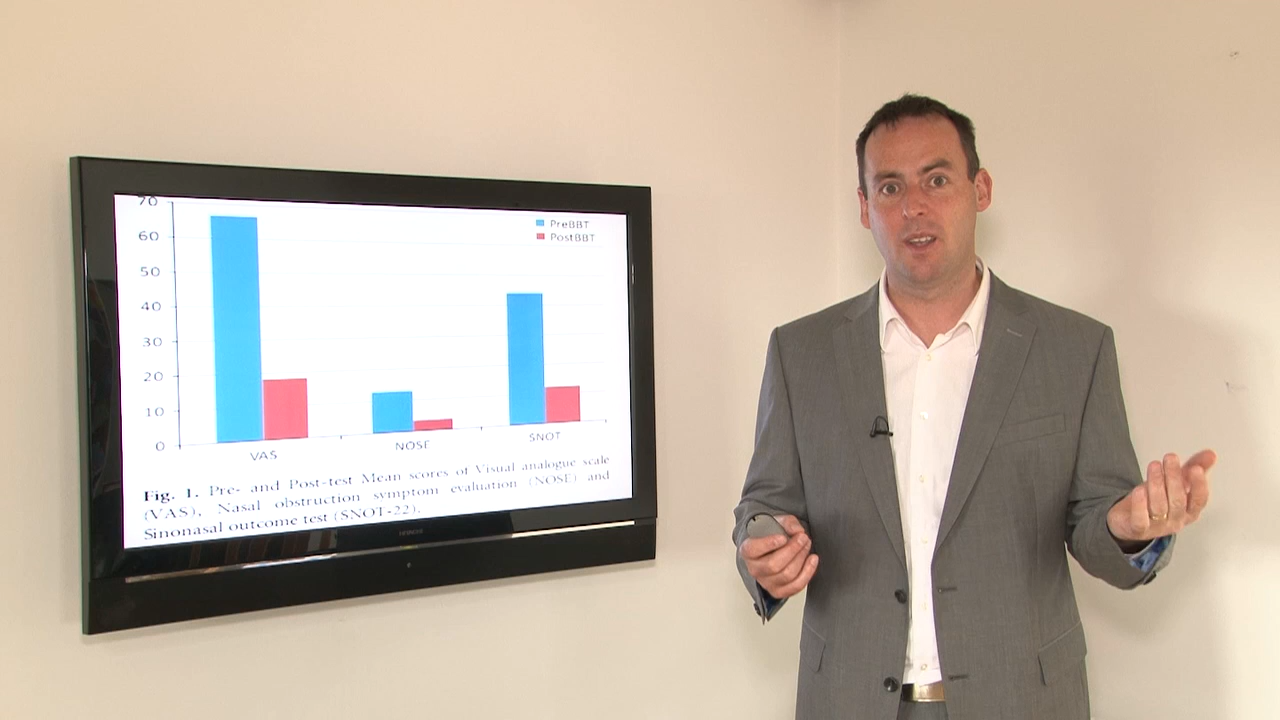 70
60
50
40
30
20
10
0
PreBBT
PostBBT
VAS
NOSE
SNOT
Fig. 1. Pre- and Post-test Mean scores of Visual analogue scale
(VAS), Nasal obstruction symptom evaluation (NOSE) and
Sinonasal outcome test (SNOT-22).
HITACHI